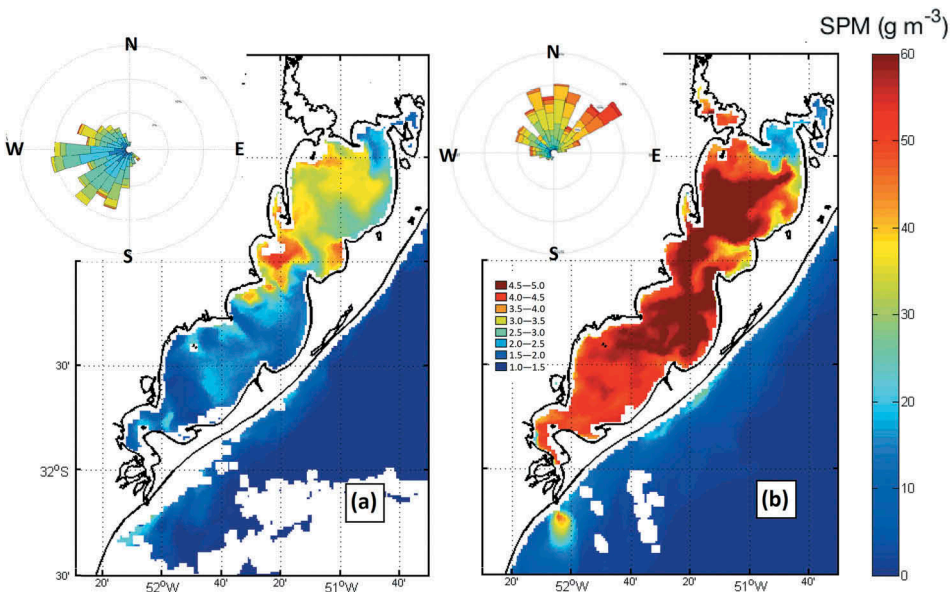 SPM (g m⁻³)
N
W
E
S
N
W
E
S
60
50
40
30
20
10
0
4.5—5.0
4.0—4.5
3.5—4.0
3.0—3.5
2.5—3.0
2.0—2.5
1.5—2.0
1.0—1.5
30'
32°S
30'
(a)
(b)
20' 52°W 40' 20' 51°W 40'
20' 52°W 40' 20' 51°W 40'